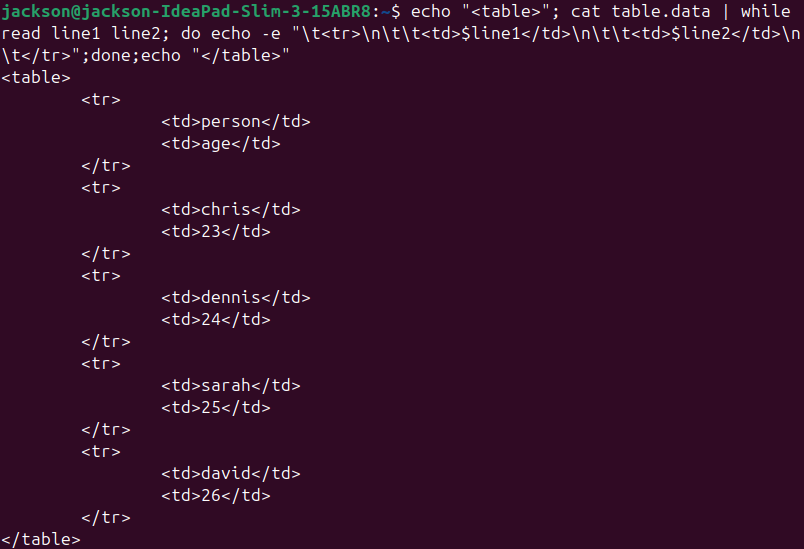 jackson@jackson-IdeaPad-Slim-3-15ABR8:~$ echo "<table>"; cat table.data | while
read line1 line2; do echo -e "\t<tr>\n\t\t<td>$line1</td>\n\t\t<td>$line2</td>\n
\t</tr>";done;echo "</table>"
<table>
        <tr>
                <td>person</td>
                <td>age</td>
        </tr>
        <tr>
                <td>chris</td>
                <td>23</td>
        </tr>
        <tr>
                <td>dennis</td>
                <td>24</td>
        </tr>
        <tr>
                <td>sarah</td>
                <td>25</td>
        </tr>
        <tr>
                <td>david</td>
                <td>26</td>
        </tr>
</table>